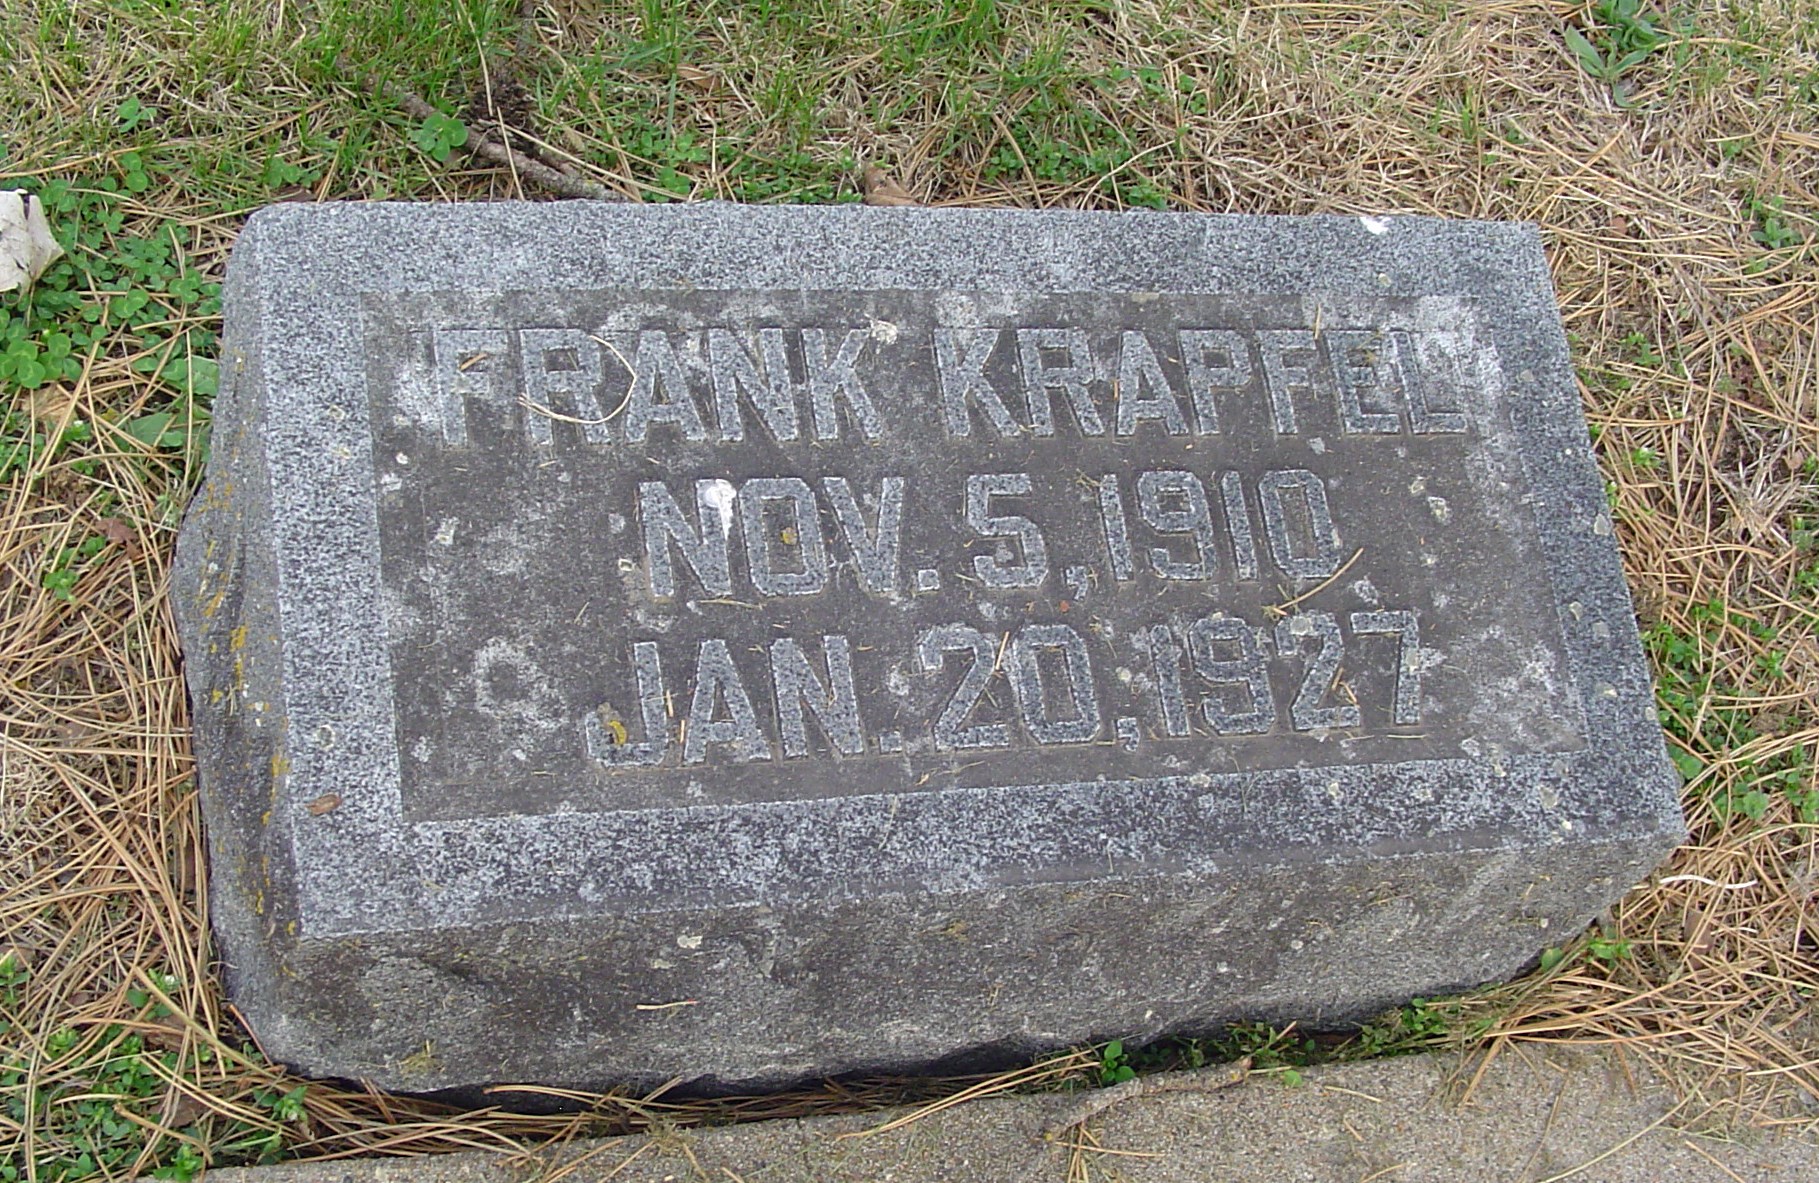 FRANK KRAPFEL
NOV. 5, 1910
JAN. 20, 1927